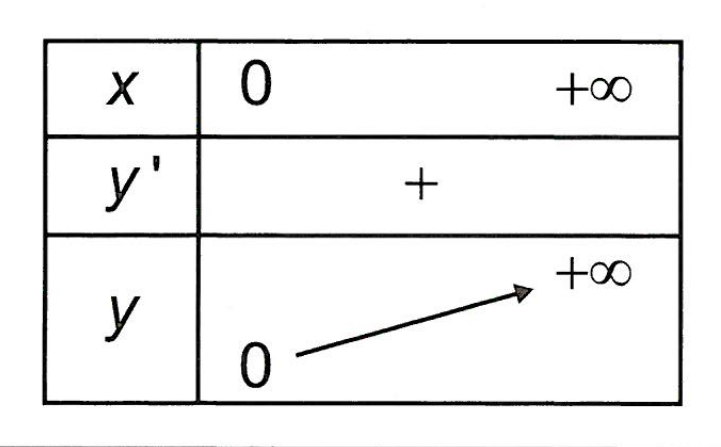 x 0 +∞
y' +
+∞
y
0